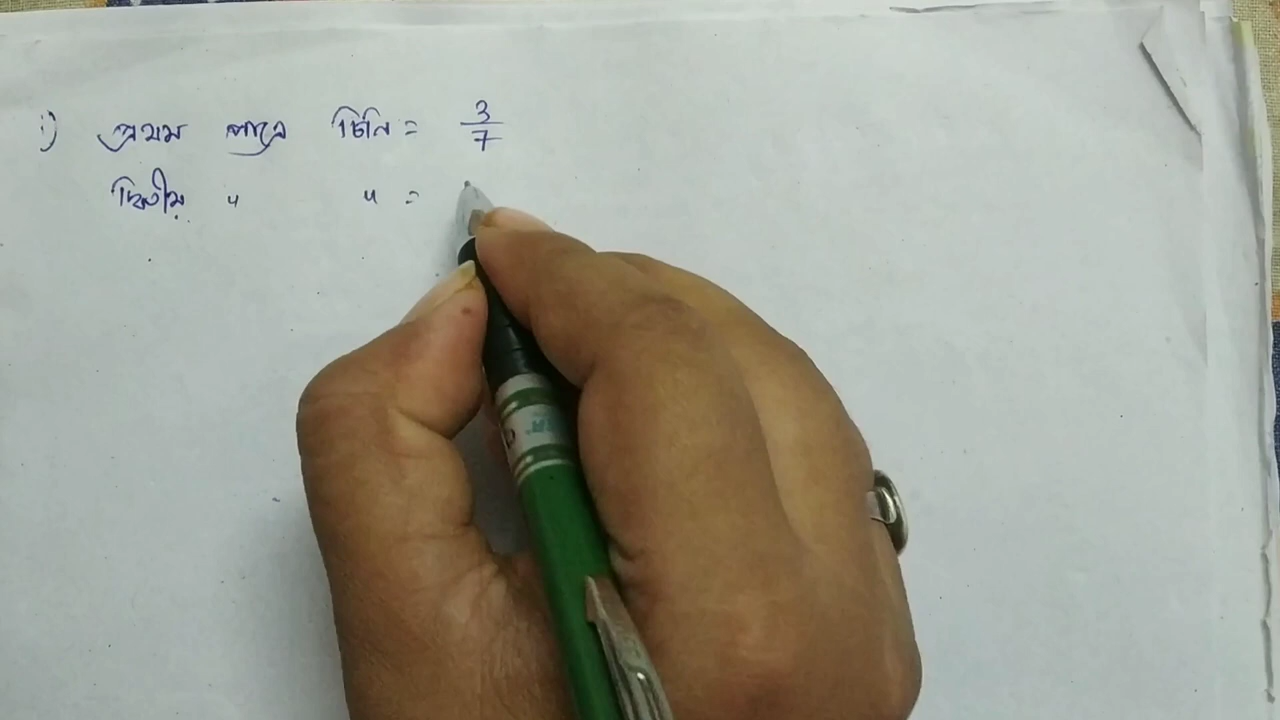 i) প্রথম পাত্রে চিনি = 3/7
দ্বিতীয় " " =